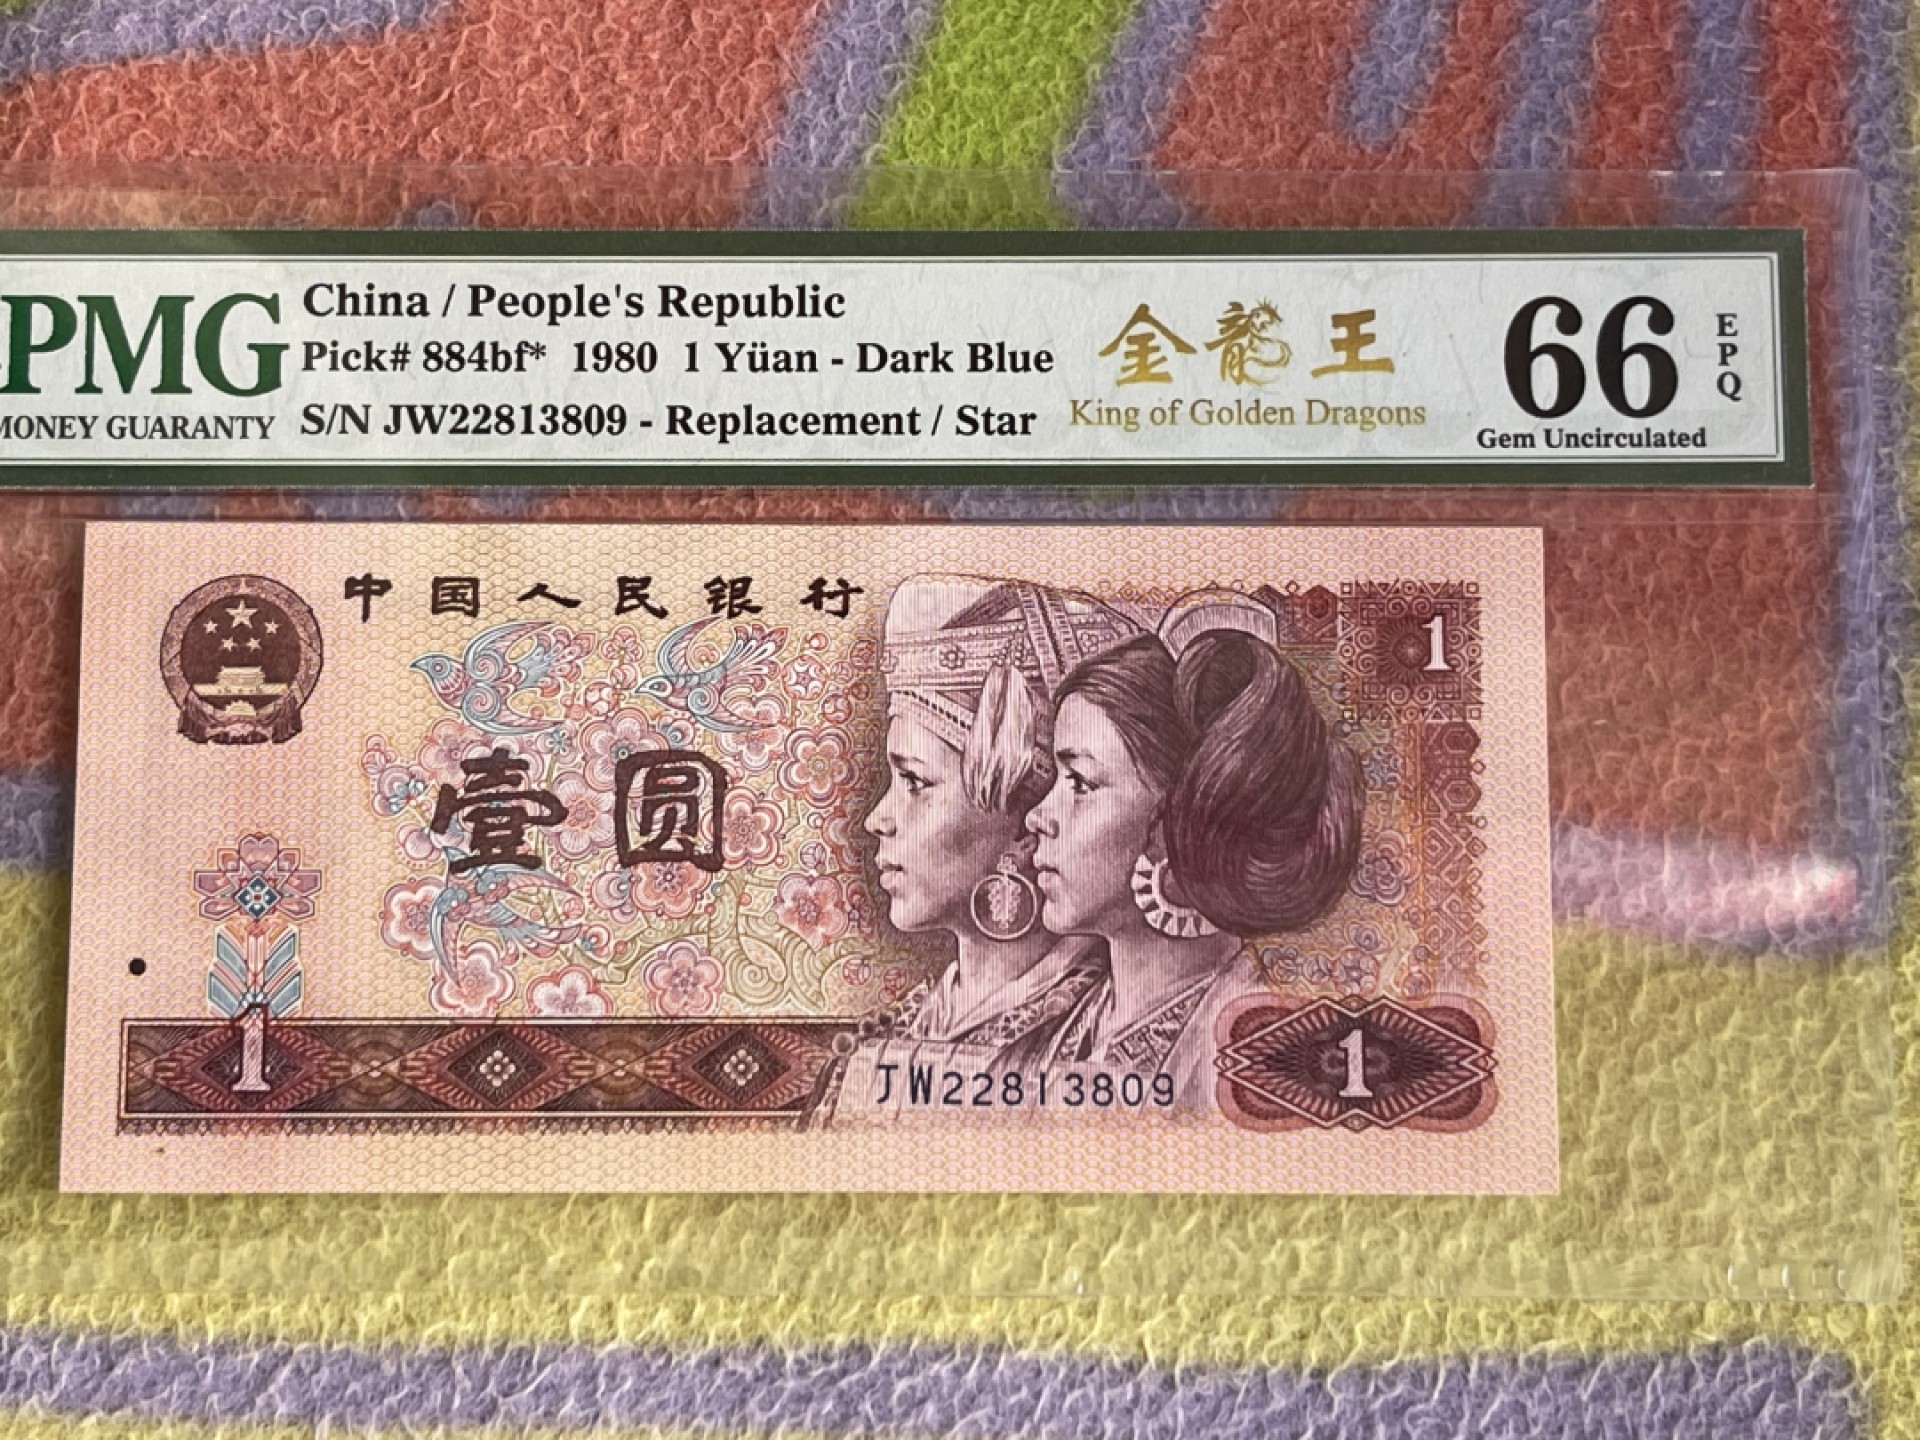 PMG
MONEY GUARANTY
China / People's Republic
Pick# 884bf* 1980 1 Yüan - Dark Blue
S/N JW22813809 - Replacement / Star
金龍王
King of Golden Dragons
66
EPQ
Gem Uncirculated
中国人民银行
1
壹圆
1
JW22813809
1